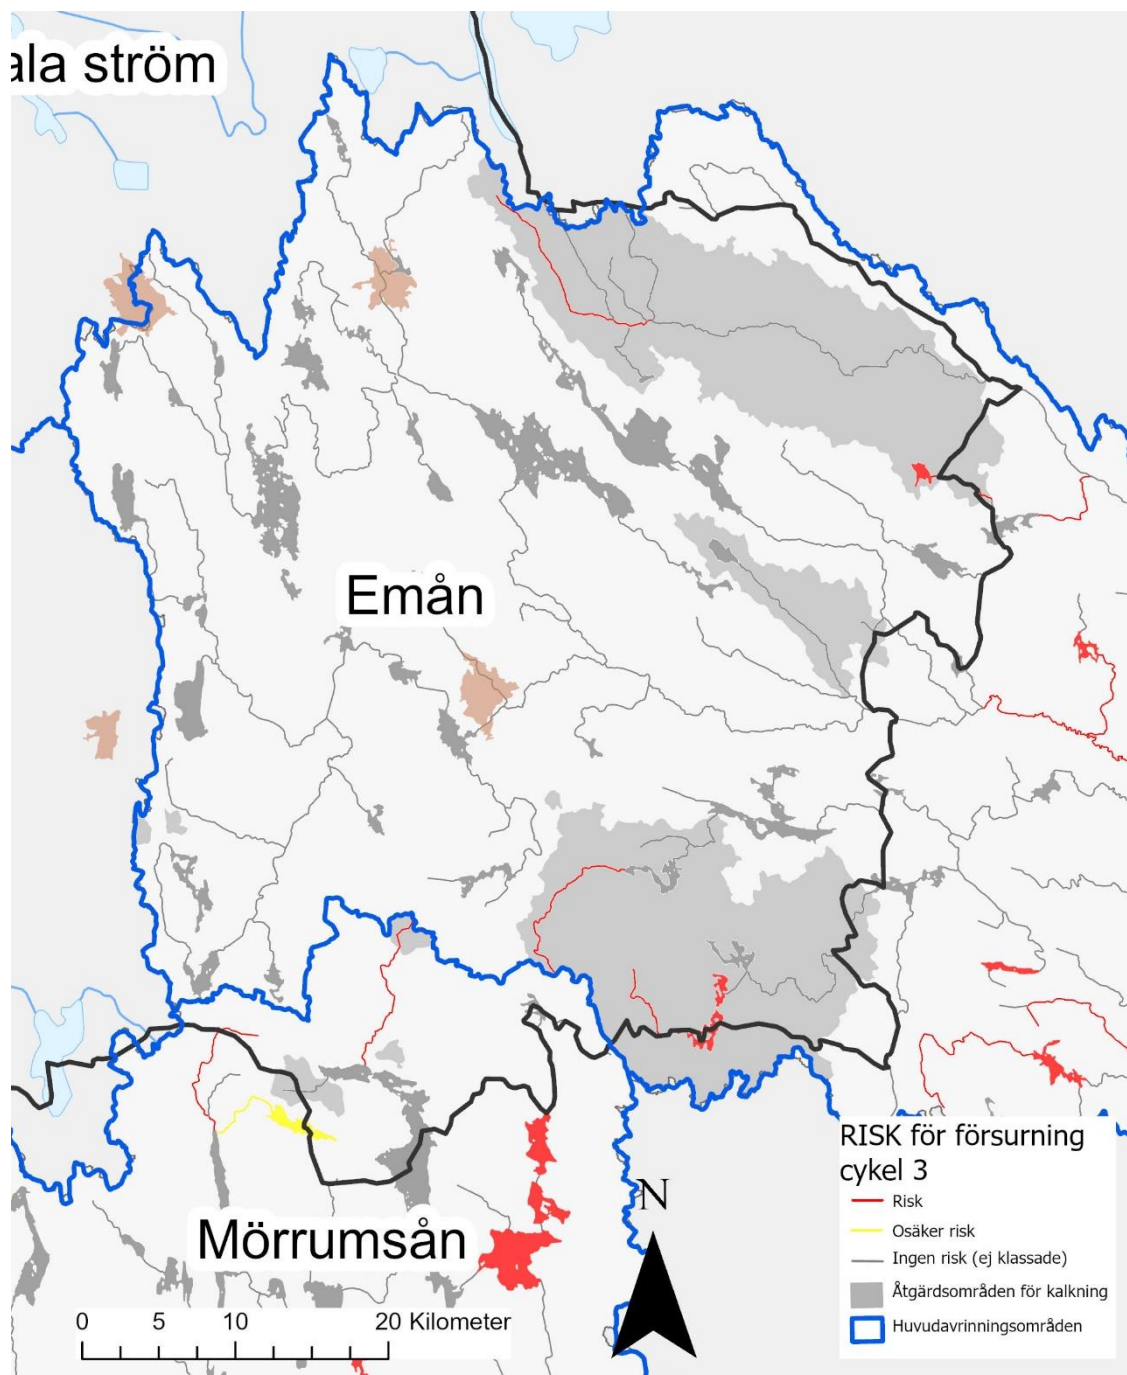 ala ström
Emån
Mörrumsån
N
0 5 10 20 Kilometer
RISK för försurning
cykel 3
Risk
Osäker risk
Ingen risk (ej klassade)
Åtgärdsområden för kalkning
Huvudavrinningsområden